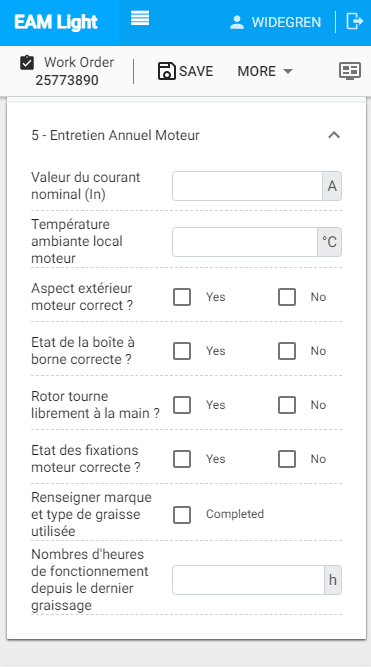 EAM Light
WIDEGREN
Work Order
25773890
SAVE
MORE
5 - Entretien Annuel Moteur
Valeur du courant
nominal (In)
A
Température
ambiante local
moteur
°C
Aspect extérieur
moteur correct ?
Yes
No
Etat de la boîte à
borne correcte ?
Yes
No
Rotor tourne
librement à la main ?
Yes
No
Etat des fixations
moteur correcte ?
Yes
No
Renseigner marque
et type de graisse
utilisée
Completed
Nombres d'heures
de fonctionnement
depuis le dernier
graissage
h